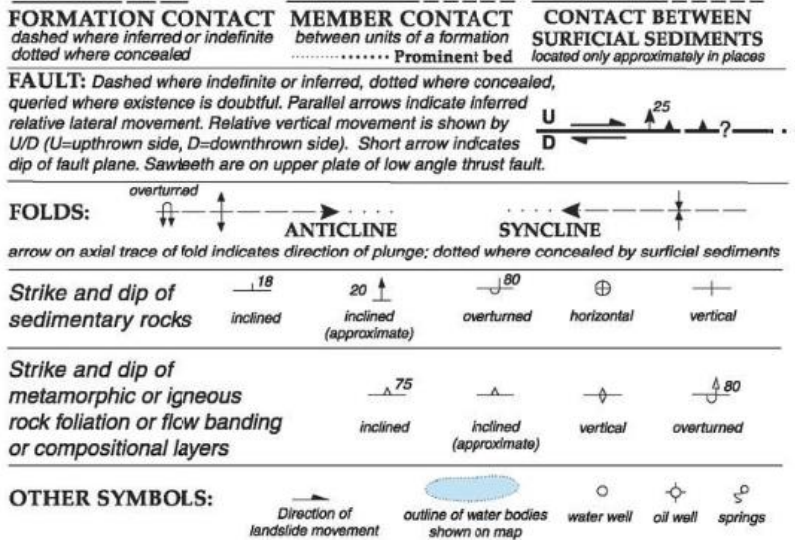 FORMATION CONTACT
dashed where inferred or indefinite
dotted where concealed
MEMBER CONTACT
between units of a formation
Prominent bed
CONTACT BETWEEN
SURFICIAL SEDIMENTS
located only approximately in places
FAULT: Dashed where indefinite or inferred, dotted where concealed,
queried where existence is doubtful. Parallel arrows indicate inferred
relative lateral movement. Relative vertical movement is shown by
U/D (U=upthrown side, D=downthrown side). Short arrow indicates
dip of fault plane. Sawteeth are on upper plate of low angle thrust fault.
U
D
25
?
FOLDS:
overturned
ANTICLINE
SYNCLINE
arrow on axial trace of fold indicates direction of plunge; dotted where concealed by surficial sediments
Strike and dip of
sedimentary rocks
18
inclined
20
inclined
(approximate)
80
overturned
horizontal
vertical
Strike and dip of
metamorphic or igneous
rock foliation or flow banding
or compositional layers
75
inclined
inclined
(approximate)
vertical
80
overturned
OTHER SYMBOLS:
Direction of
landslide movement
outline of water bodies
shown on map
water well
oil well
springs